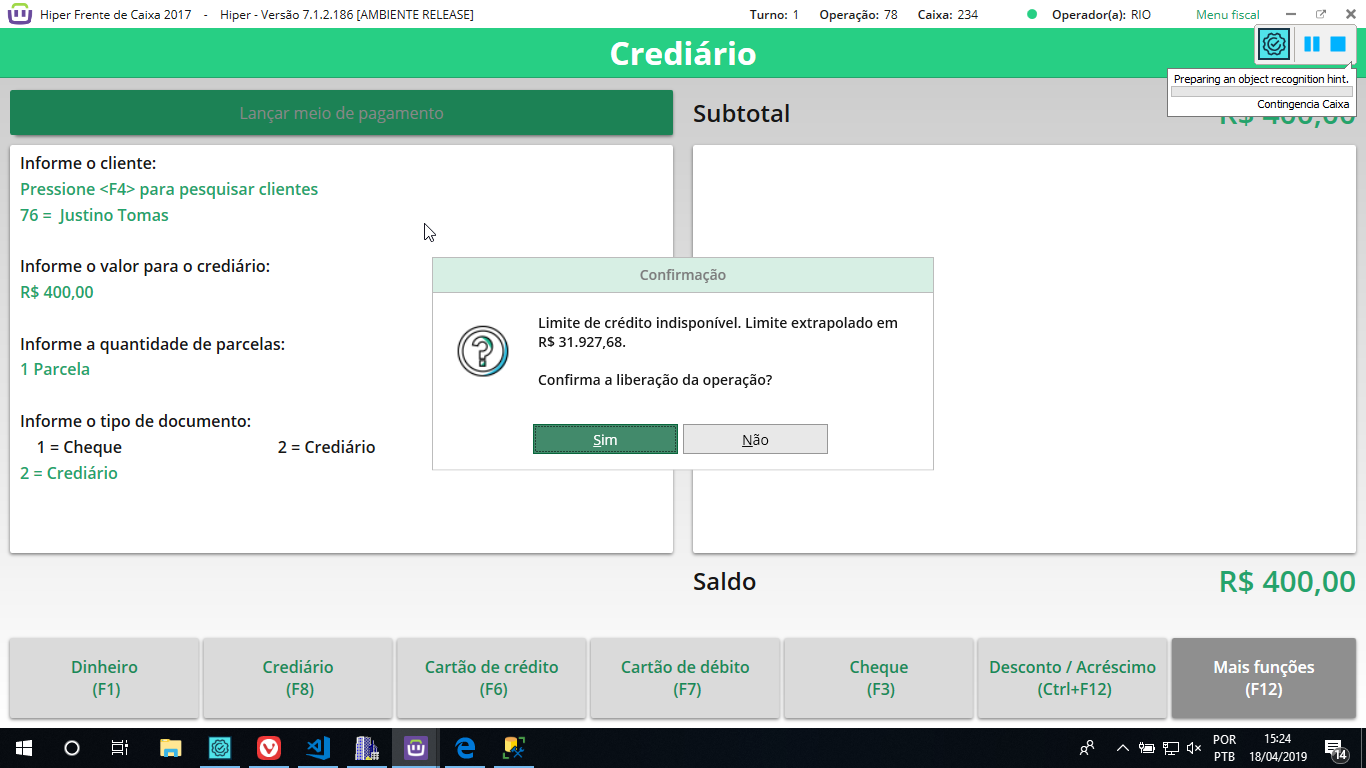 Hiper Frente de Caixa 2017 - Hiper - Versão 7.1.2.186 [AMBIENTE RELEASE] Turno: 1 Operação: 78 Caixa: 234 Operador(a): RIO Menu fiscal
Crediário
Preparing an object recognition hint.
Contingencia Caixa
Lançar meio de pagamento
Subtotal R$ 400,00
Informe o cliente:
Pressione <F4> para pesquisar clientes
76 = Justino Tomas
Informe o valor para o crediário:
R$ 400,00
Informe a quantidade de parcelas:
1 Parcela
Informe o tipo de documento:
1 = Cheque 2 = Crediário
2 = Crediário
Confirmação
Limite de crédito indisponível. Limite extrapolado em
R$ 31.927,68.
Confirma a liberação da operação?
Sim Não
Saldo R$ 400,00
Dinheiro
(F1)
Crediário
(F8)
Cartão de crédito
(F6)
Cartão de débito
(F7)
Cheque
(F3)
Desconto / Acréscimo
(Ctrl+F12)
Mais funções
(F12)
POR
PTB
15:24
18/04/2019
14